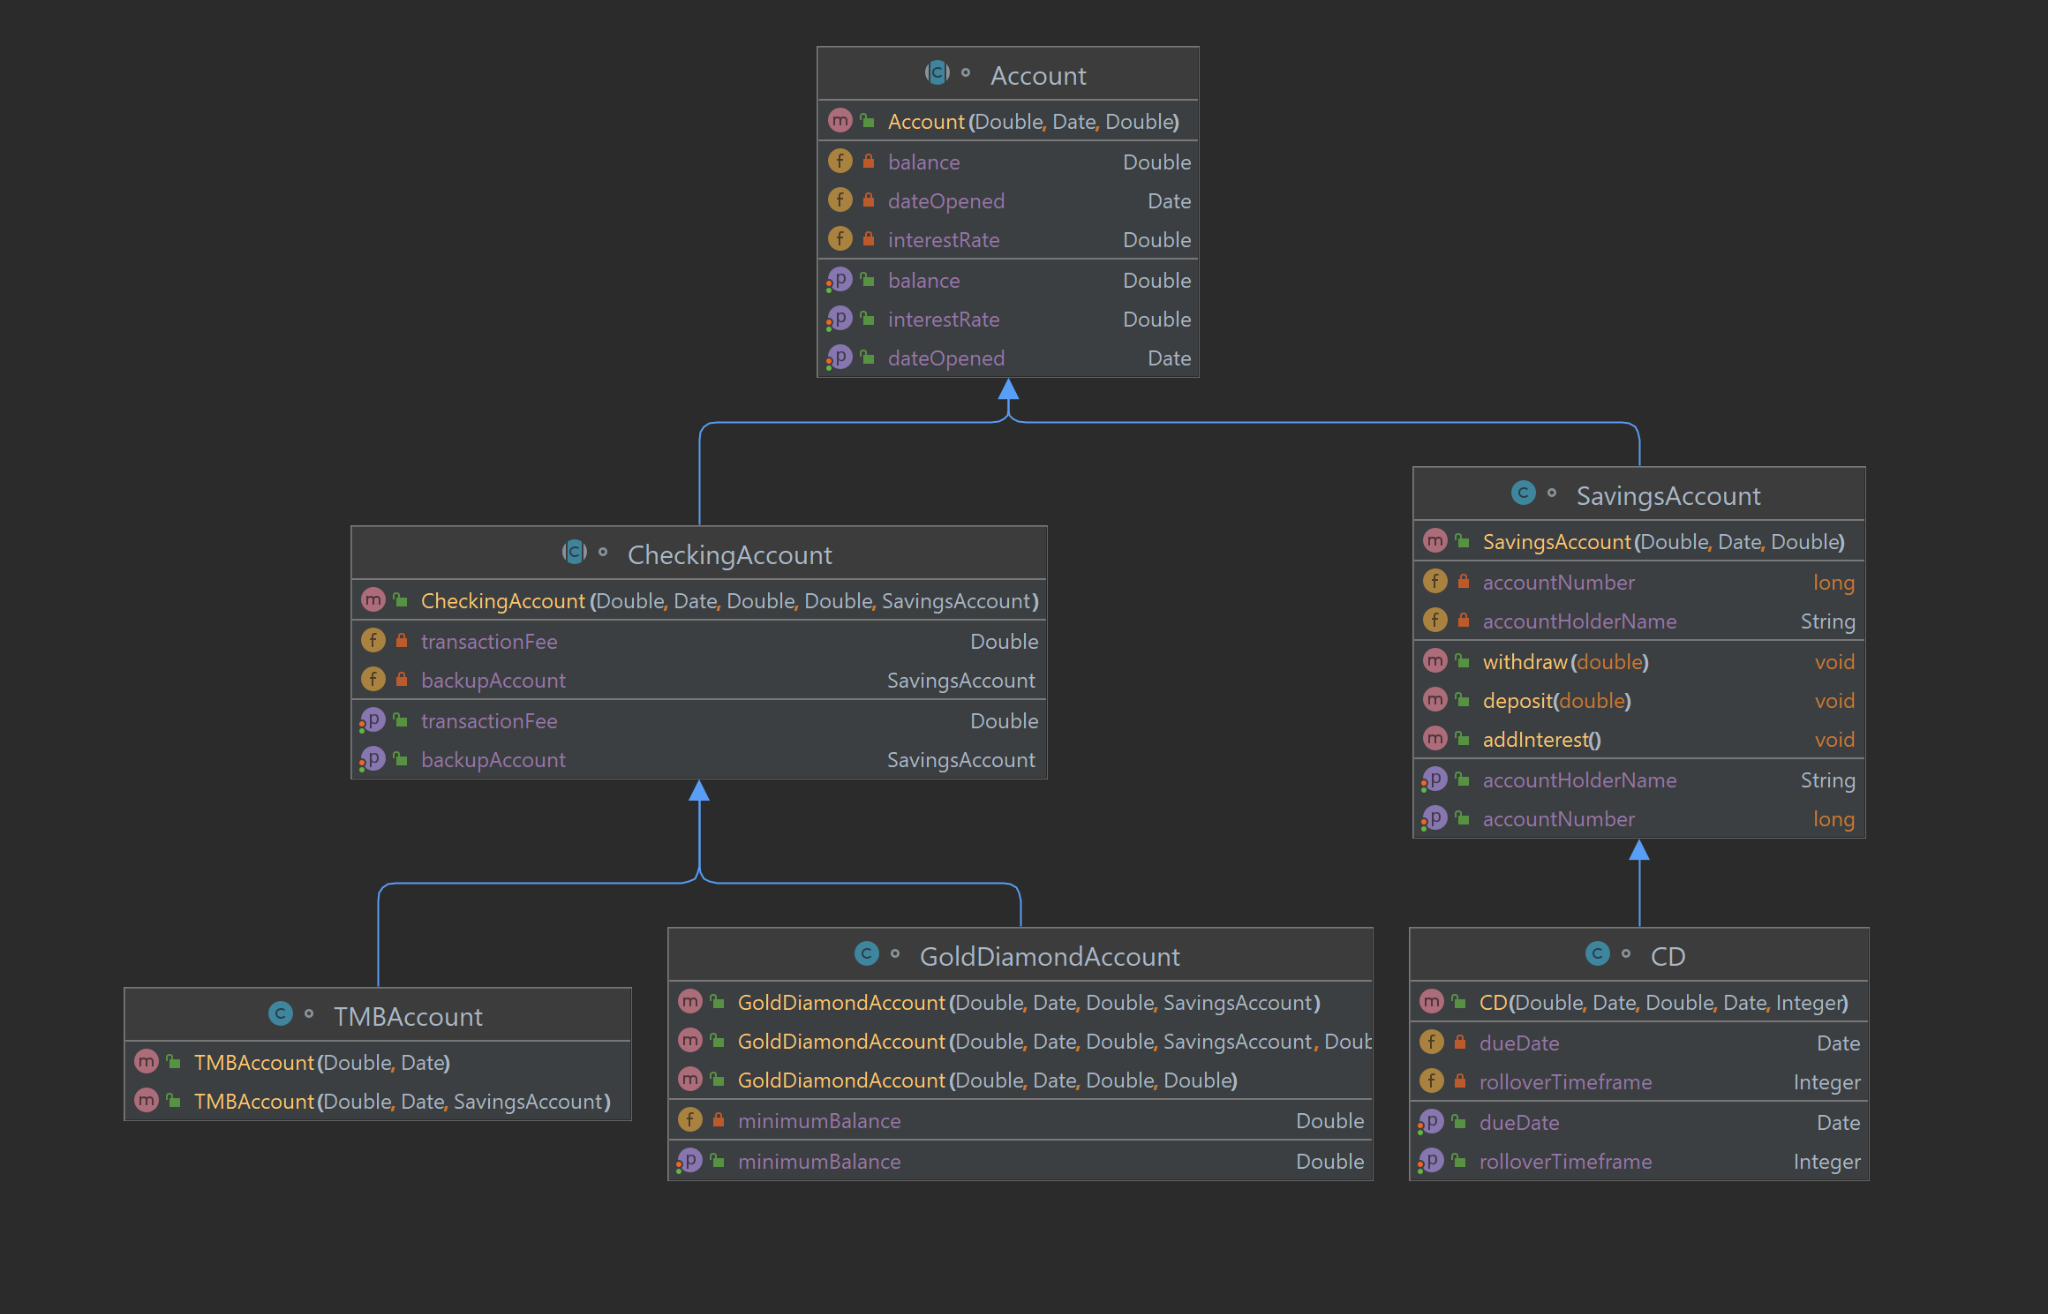 Account
Account(Double, Date, Double)
balance Double
dateOpened Date
interestRate Double
balance Double
interestRate Double
dateOpened Date
CheckingAccount
CheckingAccount(Double, Date, Double, Double, SavingsAccount)
transactionFee Double
backupAccount SavingsAccount
transactionFee Double
backupAccount SavingsAccount
SavingsAccount
SavingsAccount(Double, Date, Double)
accountNumber long
accountHolderName String
withdraw(double) void
deposit(double) void
addInterest() void
accountHolderName String
accountNumber long
TMBAccount
TMBAccount(Double, Date)
TMBAccount(Double, Date, SavingsAccount)
GoldDiamondAccount
GoldDiamondAccount(Double, Date, Double, SavingsAccount)
GoldDiamondAccount(Double, Date, Double, SavingsAccount, Doub
GoldDiamondAccount(Double, Date, Double, Double)
minimumBalance Double
minimumBalance Double
CD
CD(Double, Date, Double, Date, Integer)
dueDate Date
rolloverTimeframe Integer
dueDate Date
rolloverTimeframe Integer